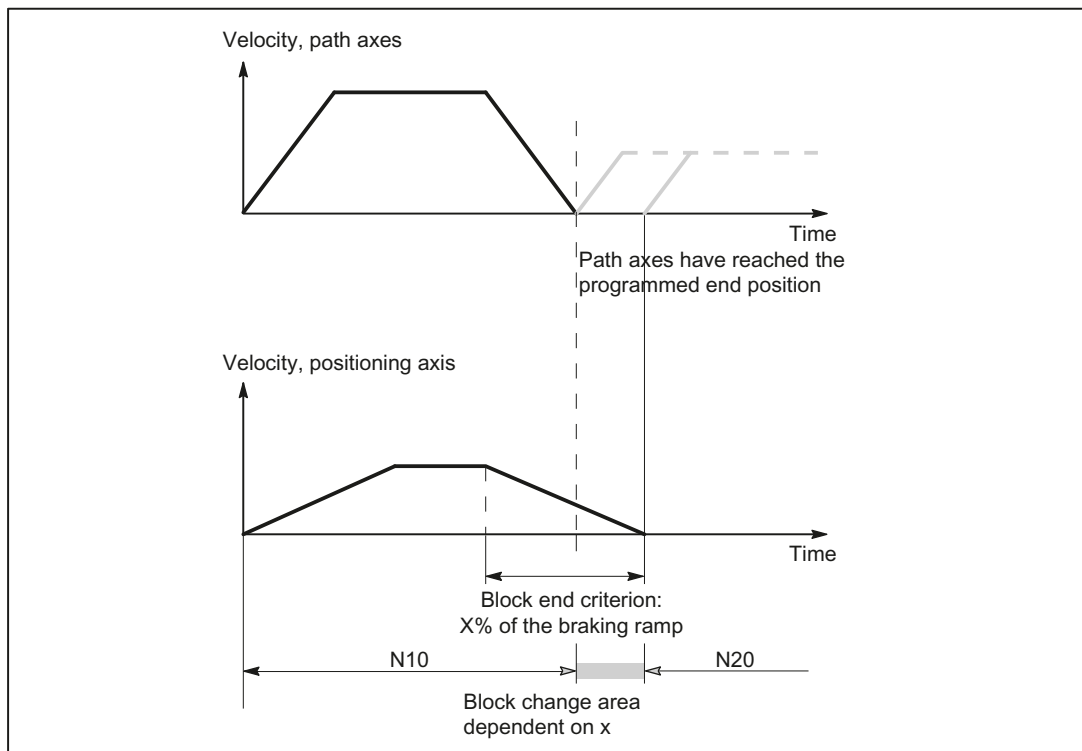 Velocity, path axes
Time
Path axes have reached the
programmed end position
Velocity, positioning axis
Time
Block end criterion:
X% of the braking ramp
N10
N20
Block change area
dependent on x